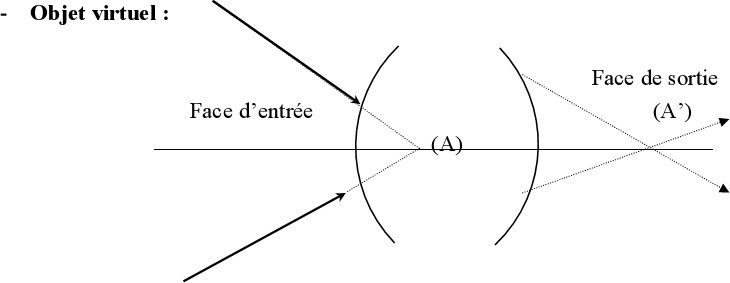 - Objet virtuel :
Face de sortie
Face d’entrée
(A’)
(A)